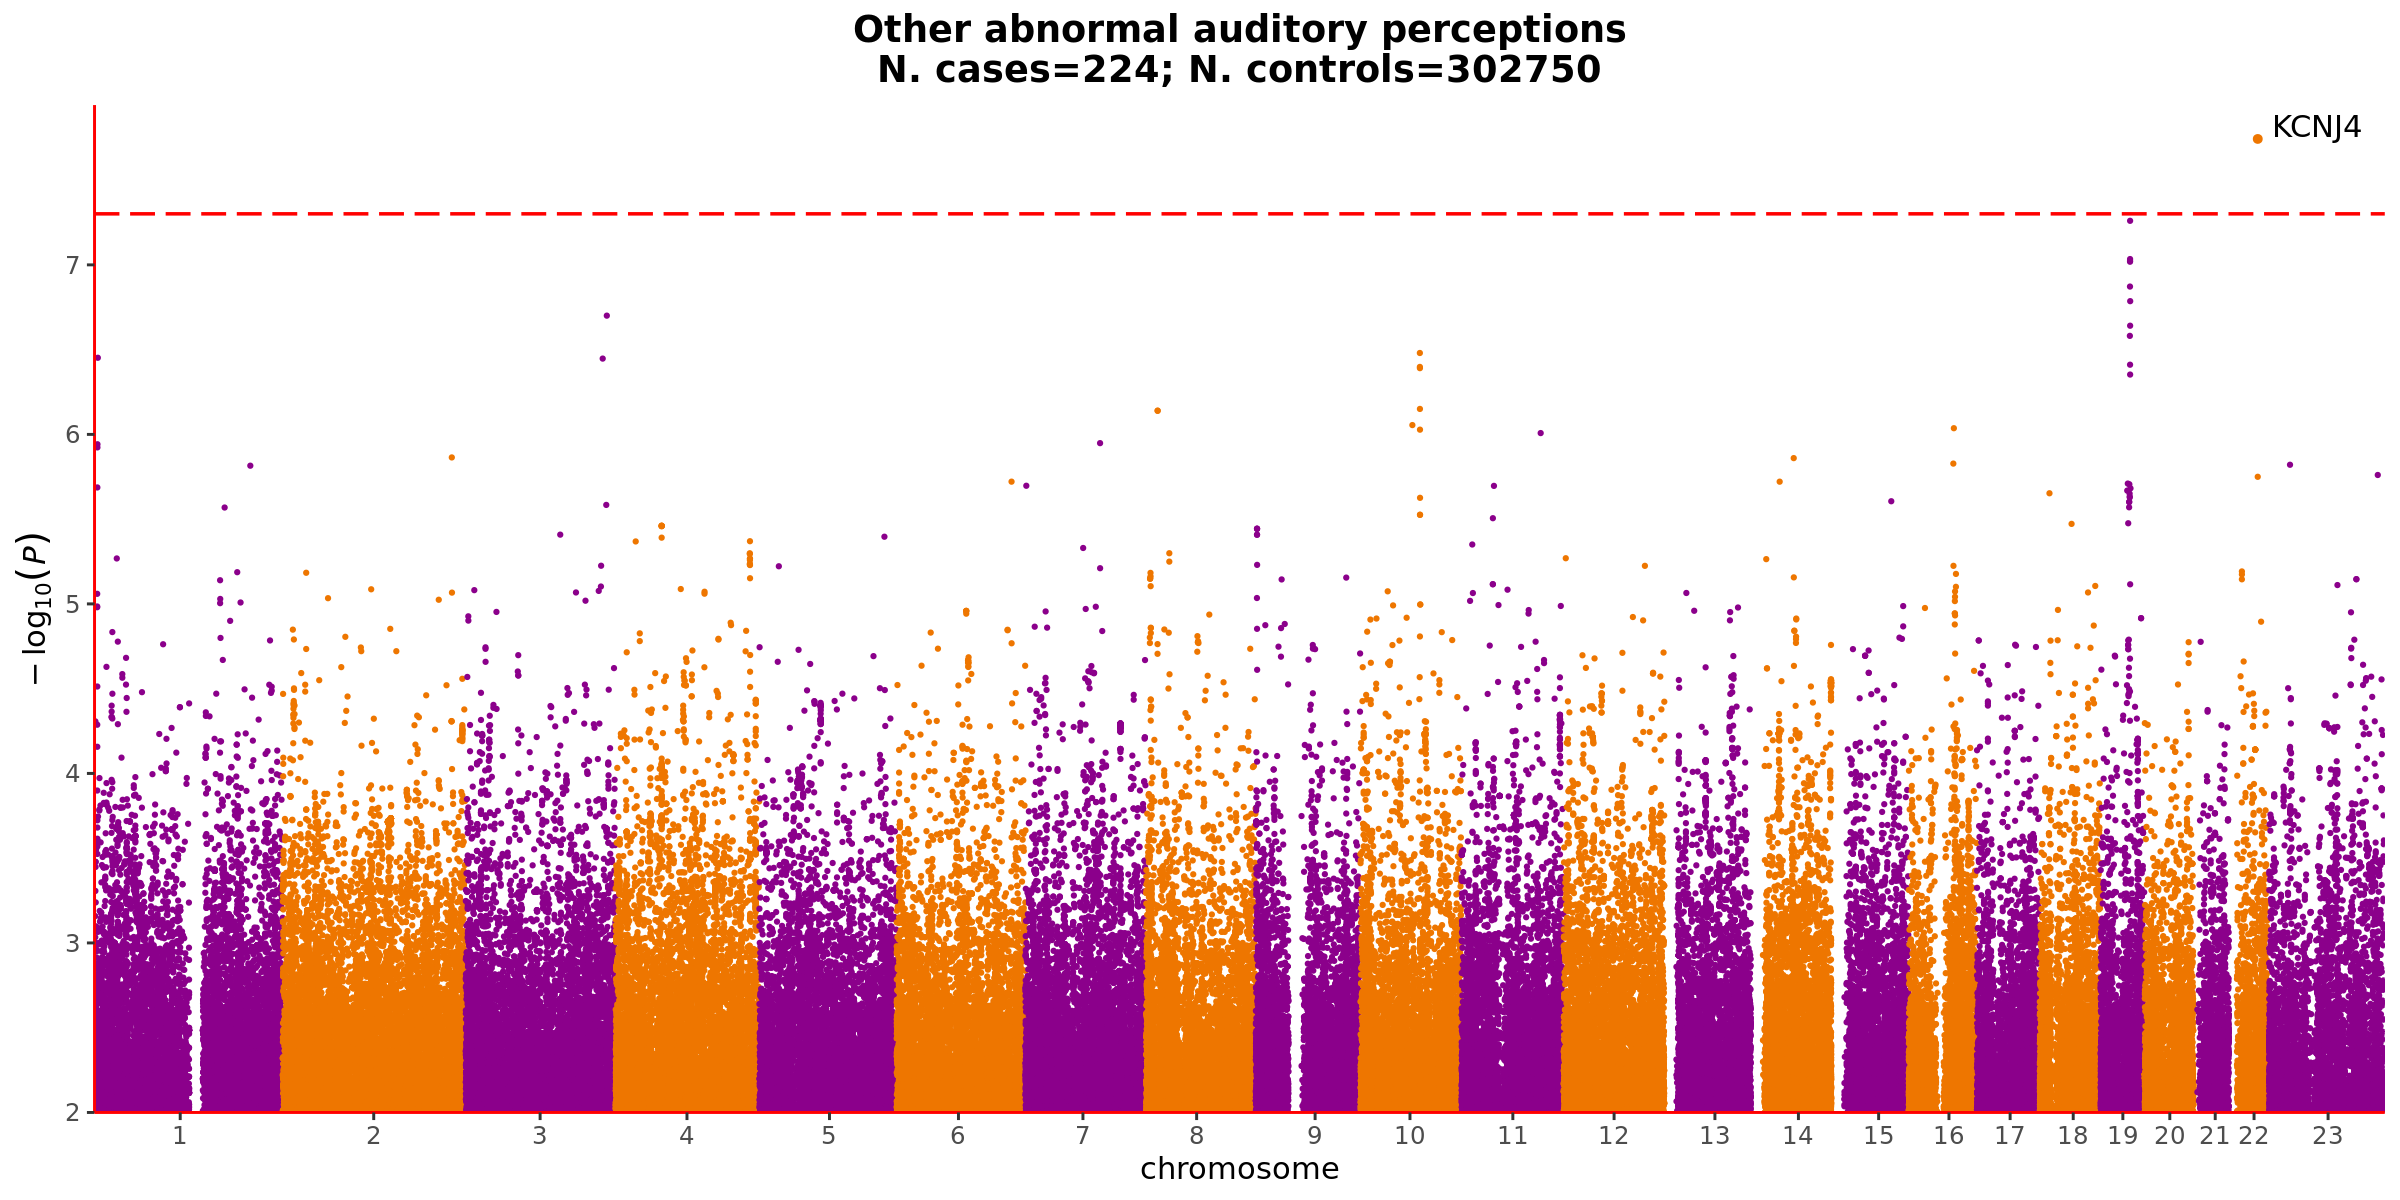 Other abnormal auditory perceptions
N. cases=224; N. controls=302750
KCNJ4
7
6
5
4
3
2
−log10(P)
1 2 3 4 5 6 7 8 9 10 11 12 13 14 15 16 17 18 19 20 21 22 23
chromosome